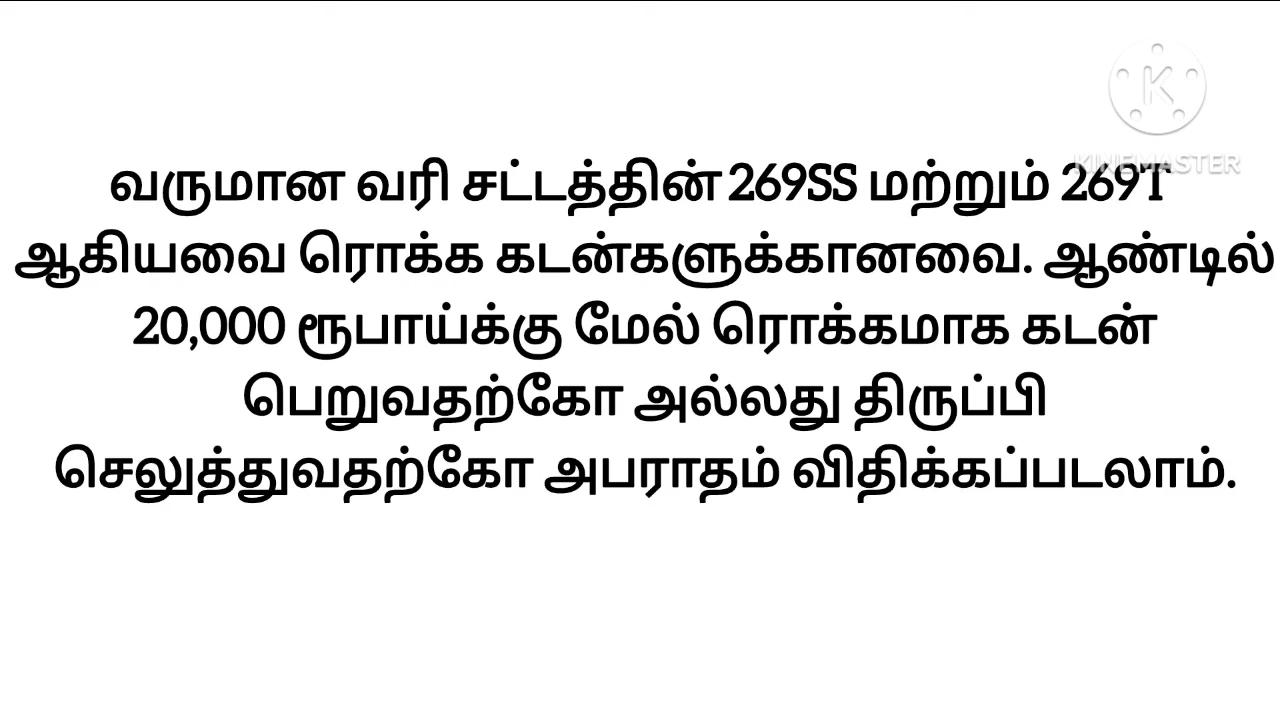 KINEMASTER
வருமான வரி சட்டத்தின் 269SS மற்றும் 269T
ஆகியவை ரொக்க கடன்களுக்கானவை. ஆண்டில்
20,000 ரூபாய்க்கு மேல் ரொக்கமாக கடன்
பெறுவதற்கோ அல்லது திருப்பி
செலுத்துவதற்கோ அபராதம் விதிக்கப்படலாம்.